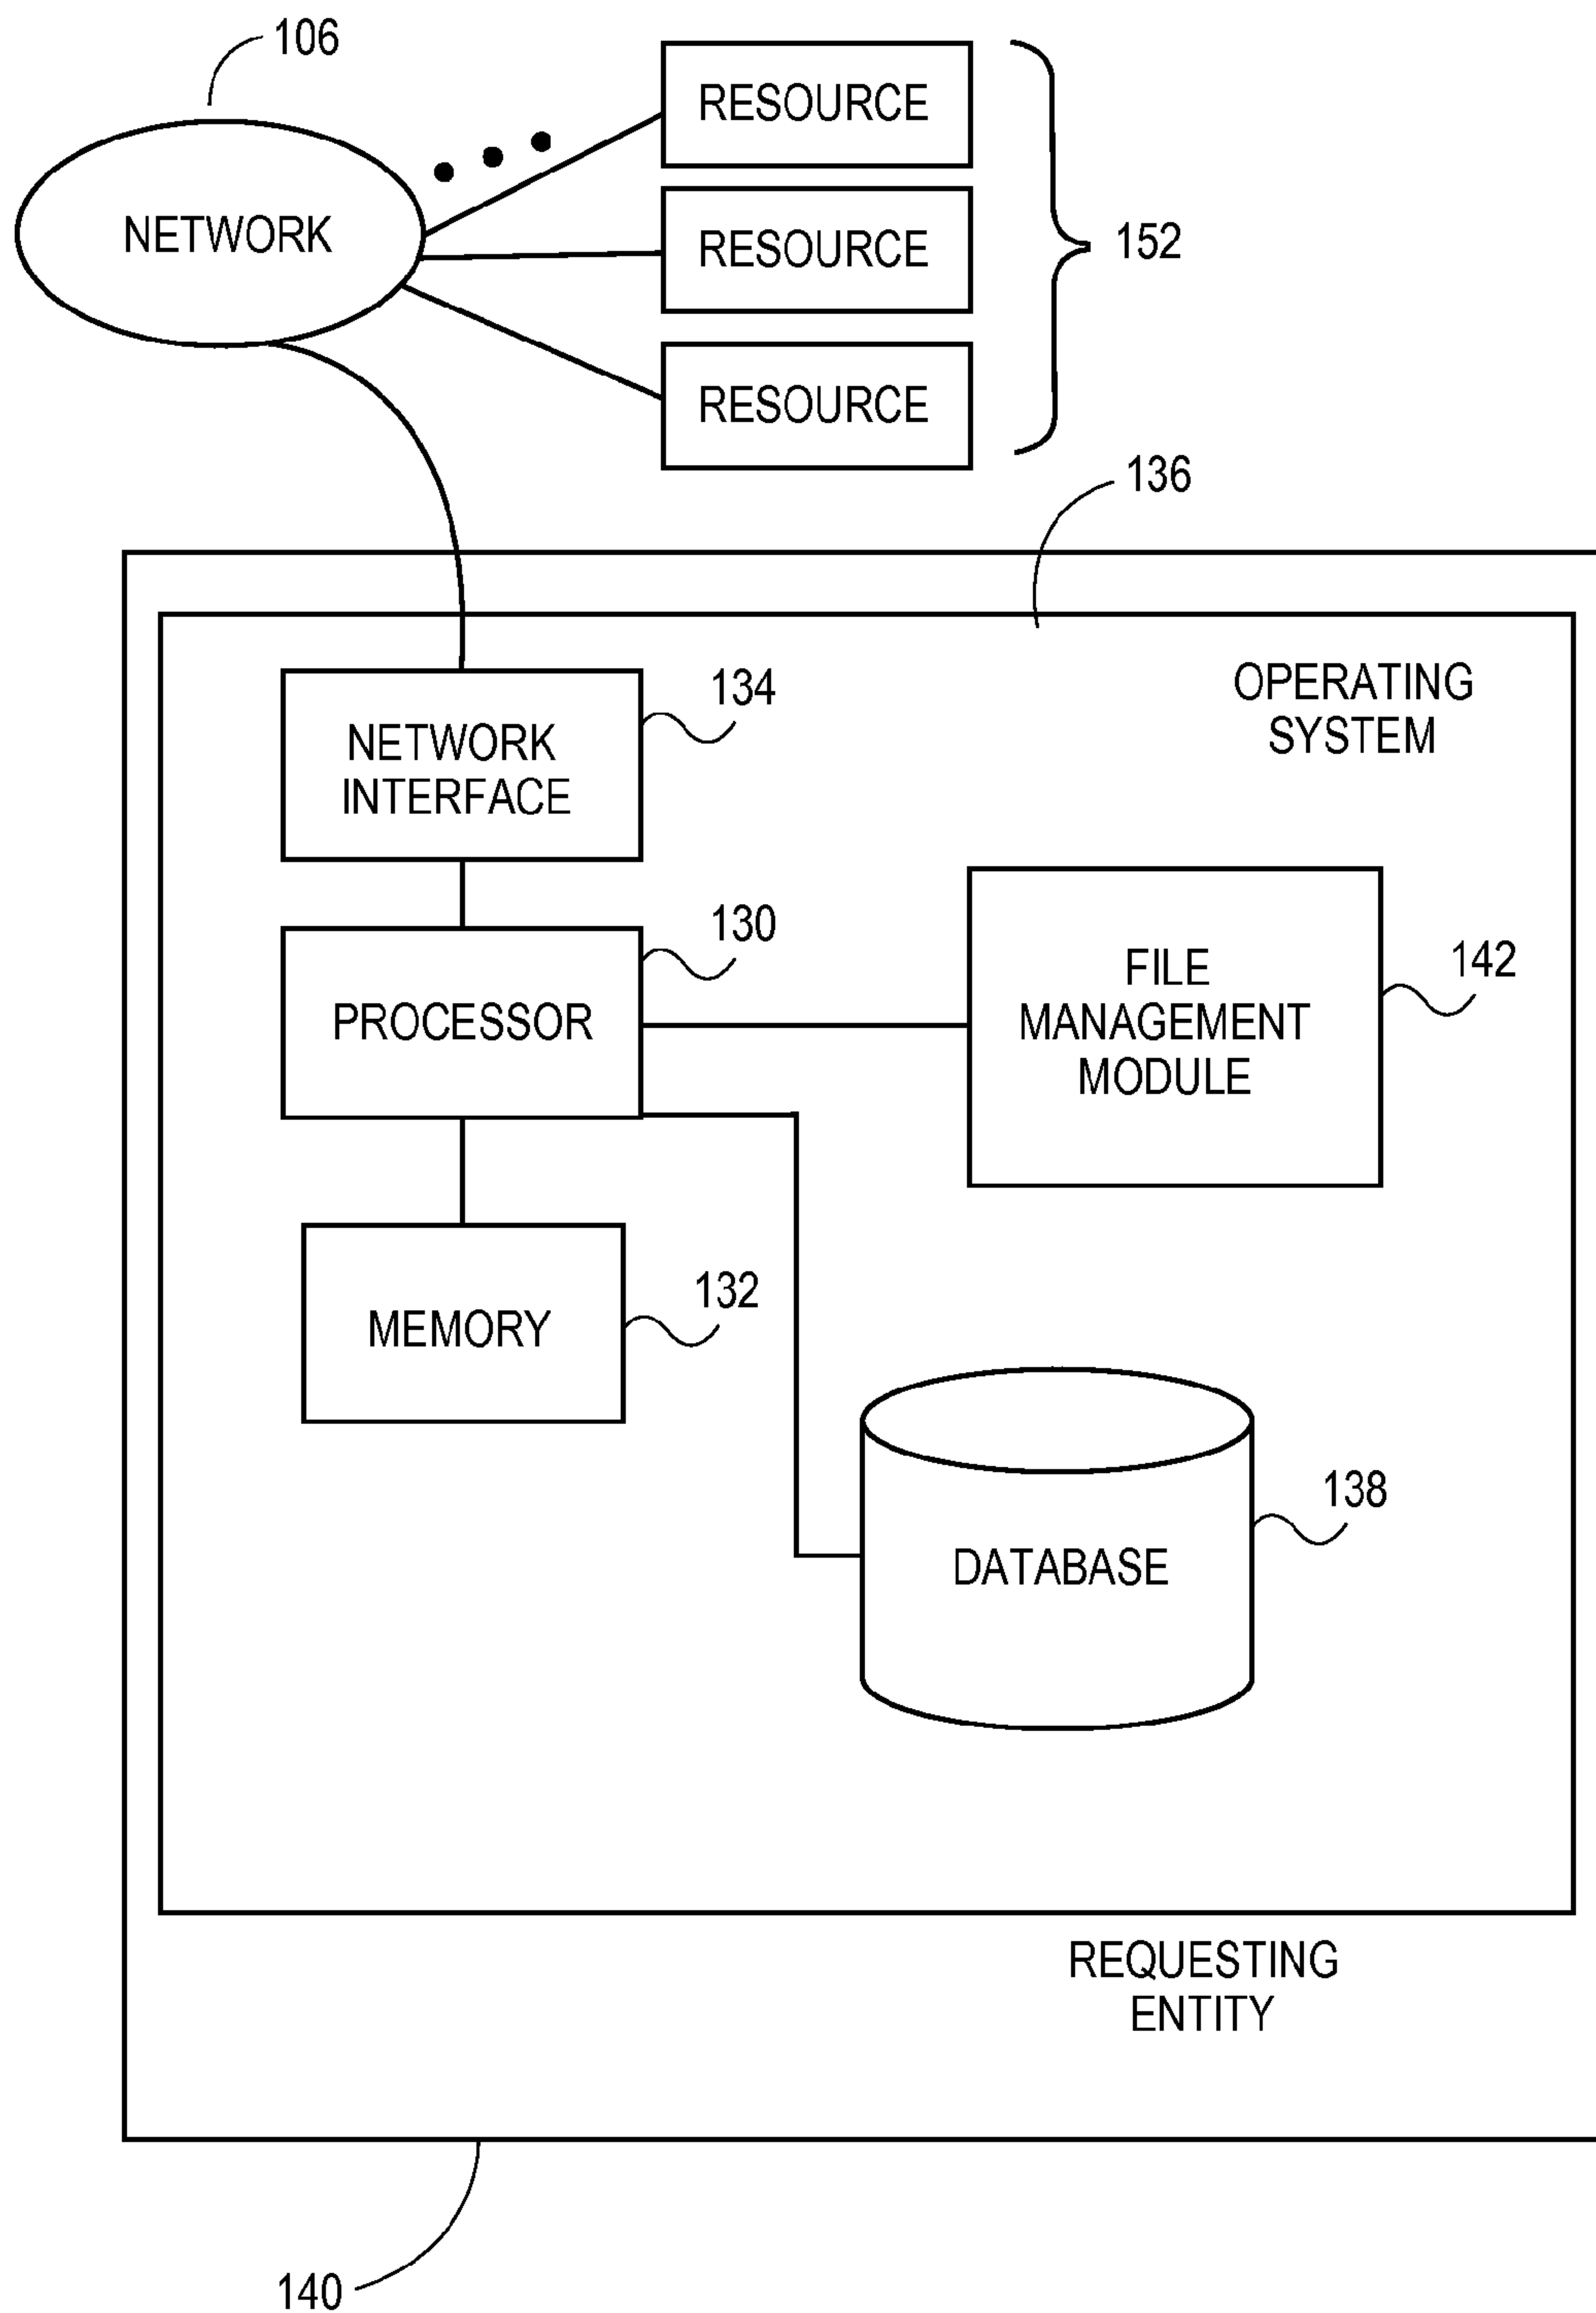 106
RESOURCE
NETWORK
RESOURCE
152
RESOURCE
136
OPERATING
SYSTEM
134
NETWORK
INTERFACE
130
PROCESSOR
FILE
MANAGEMENT
MODULE
142
132
MEMORY
138
DATABASE
REQUESTING
ENTITY
140